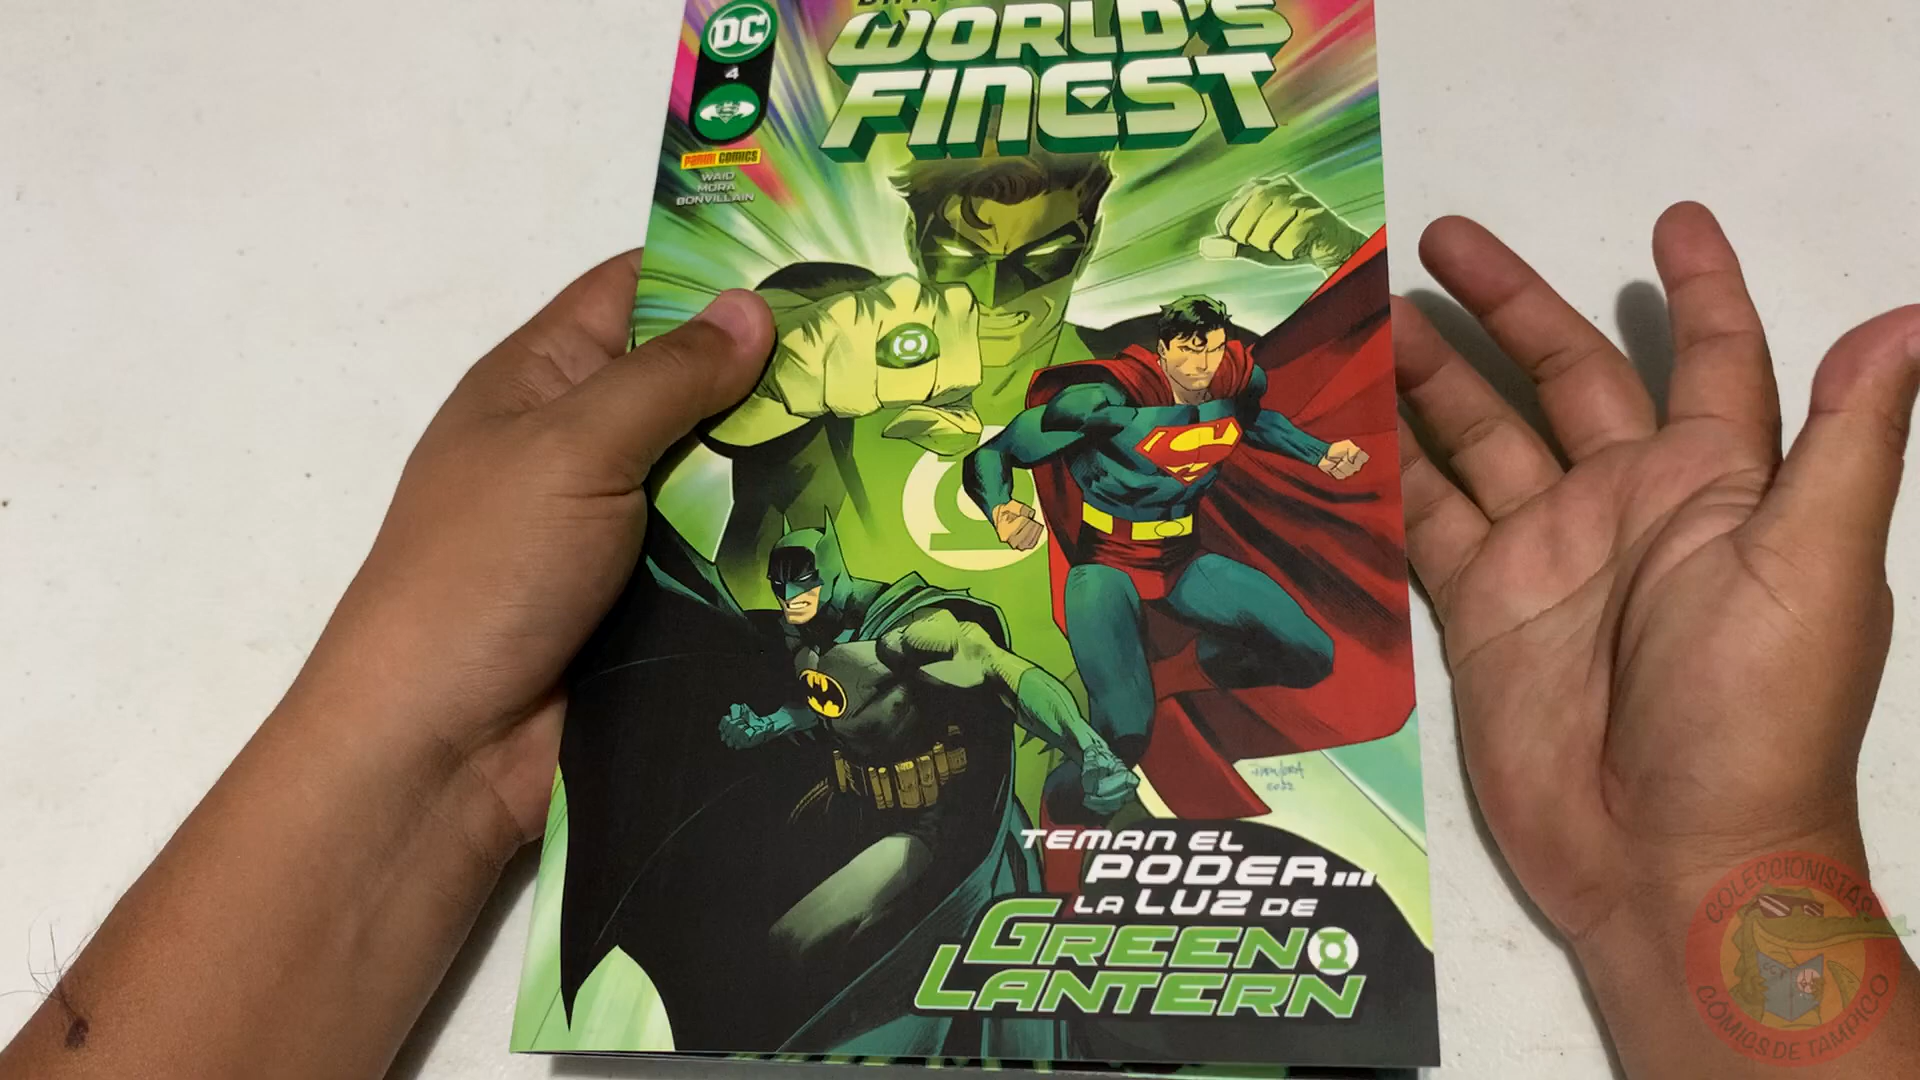 DC
WORLD'S
FINEST
4
PANINI COMICS
WAID
MORA
BONVILLAIN
TEMAN EL
PODER...
LA LUZ DE
GREEN
LANTERN
COLECCIONISTAS
CÓMICS DE TAMPICO